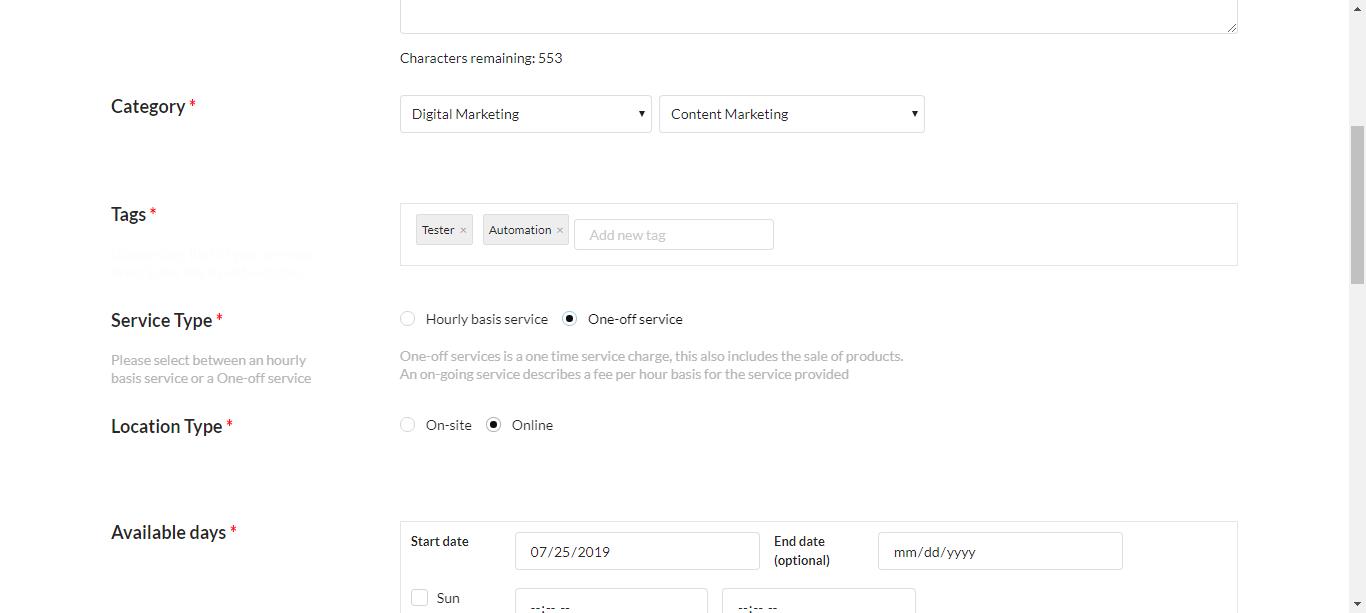 Characters remaining: 553
Category *
Digital Marketing
Content Marketing
Tags *
Tester ×
Automation ×
Add new tag
Service Type *
Hourly basis service
One-off service
Please select between an hourly
basis service or a One-off service
One-off services is a one time service charge, this also includes the sale of products.
An on-going service describes a fee per hour basis for the service provided
Location Type *
On-site
Online
Available days *
Start date
07/25/2019
End date
(optional)
mm/dd/yyyy
Sun
--:-- --
--:-- --